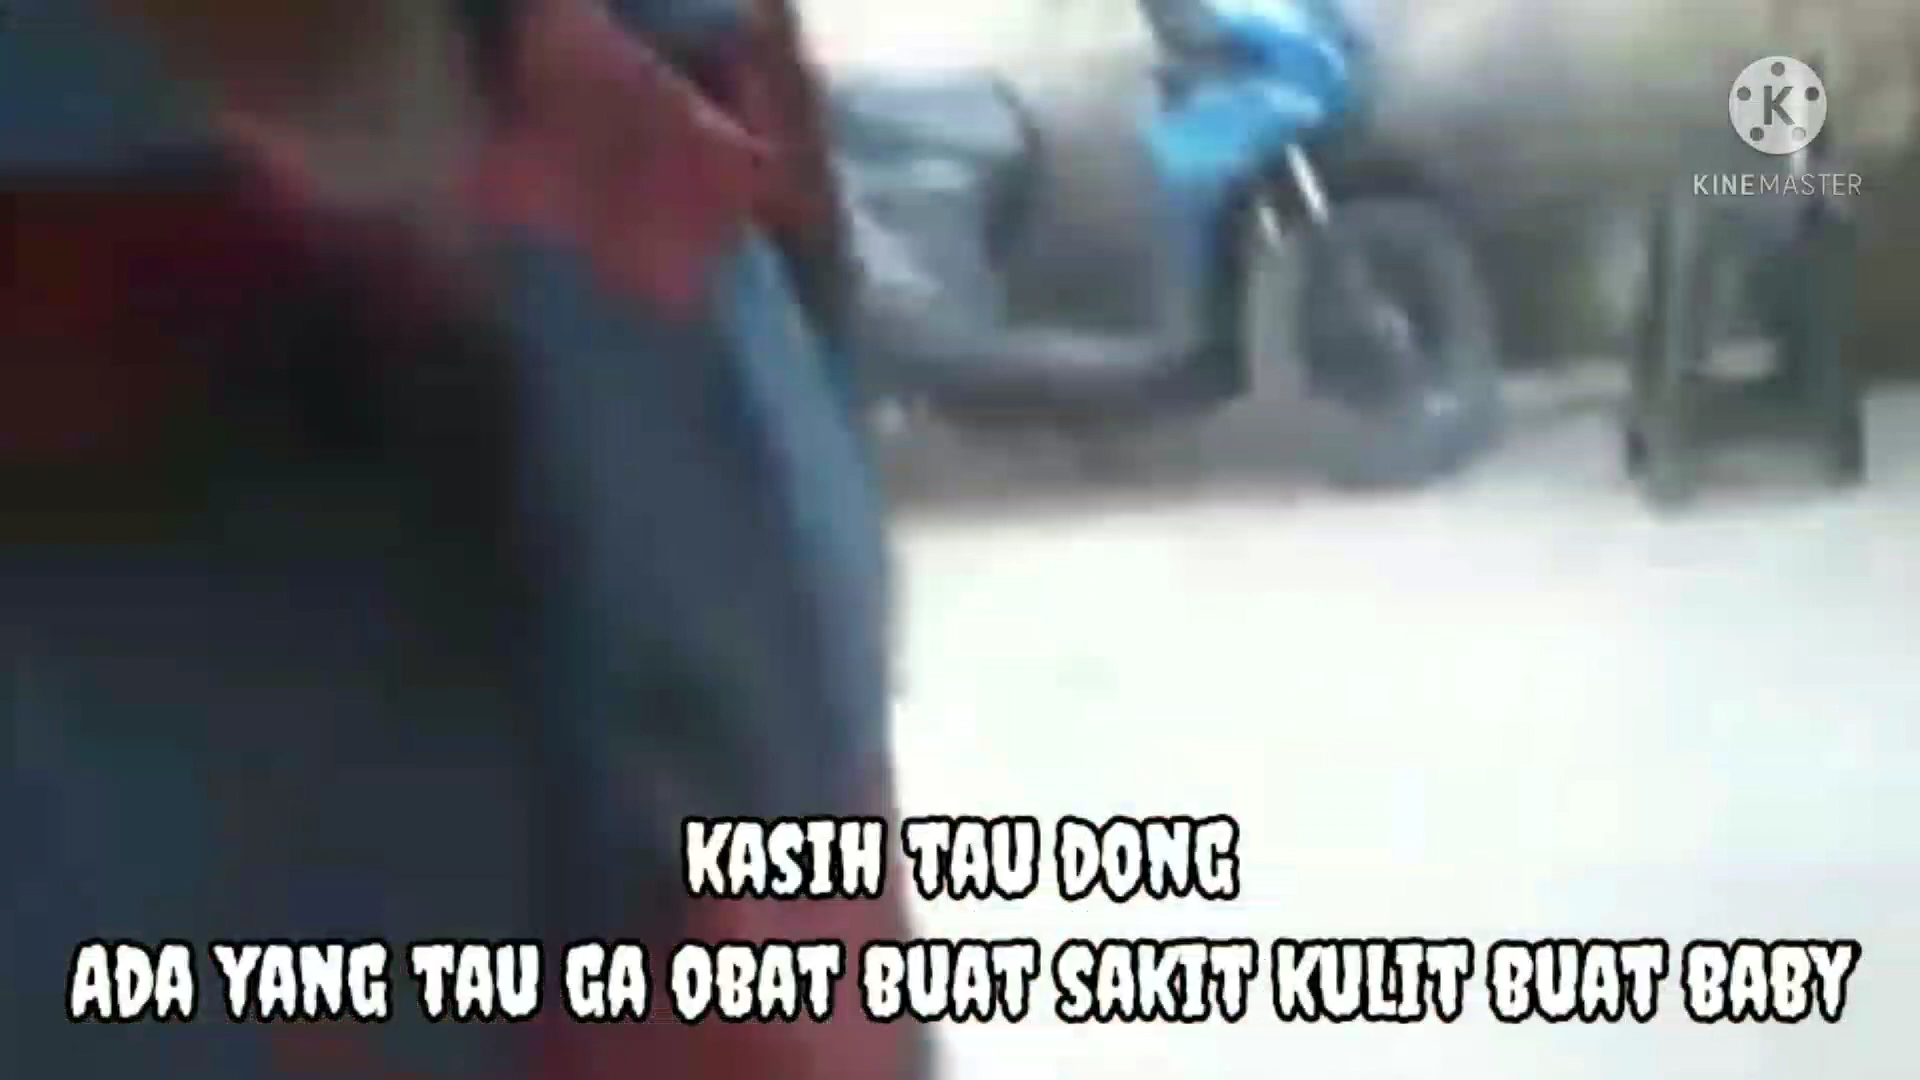 K
KINEMASTER
KASIH TAU DONG
ADA YANG TAU GA OBAT BUAT SAKIT KULIT BUAT BABY